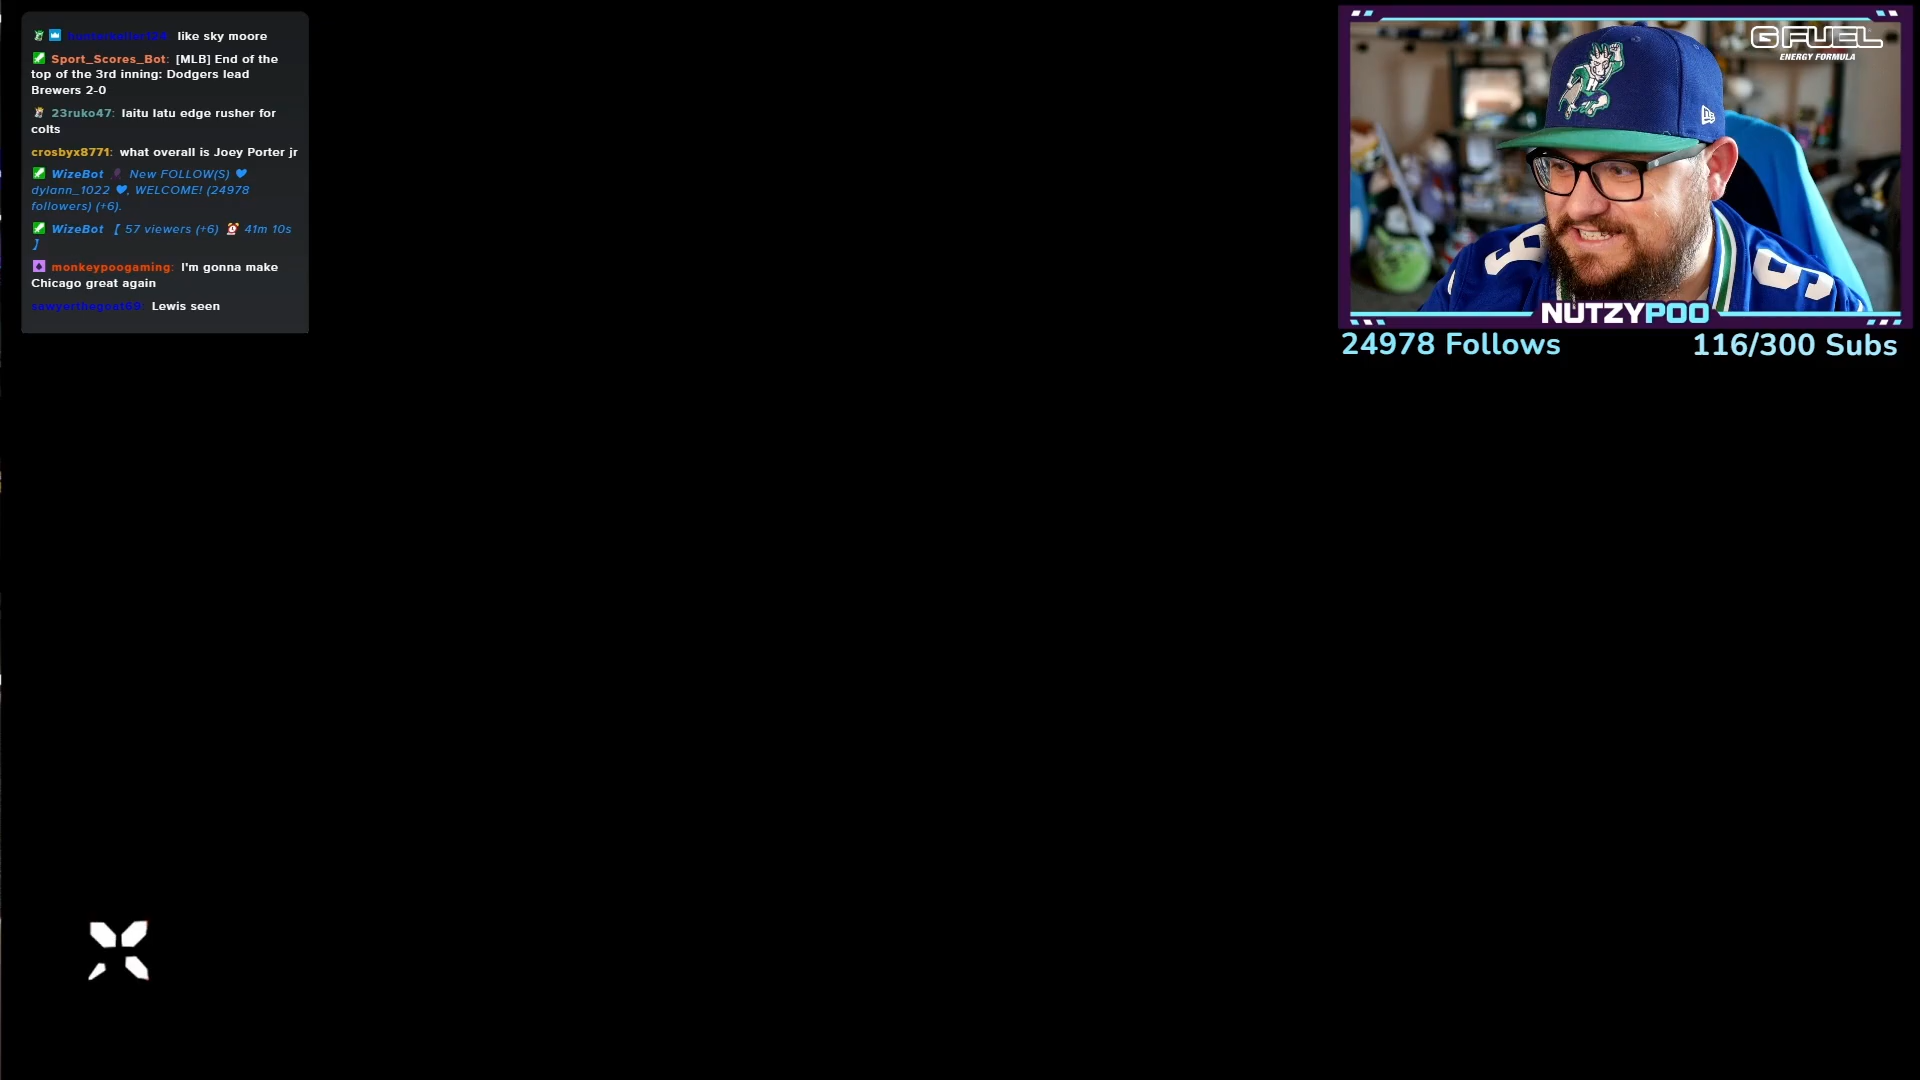 hunterkeller124: like sky moore
Sport_Scores_Bot: [MLB] End of the
top of the 3rd inning: Dodgers lead
Brewers 2-0
23ruko47: laitu latu edge rusher for
colts
crosbyx8771: what overall is Joey Porter jr
WizeBot New FOLLOW(S)
dylann_1022 , WELCOME! (24978
followers) (+6).
WizeBot [ 57 viewers (+6) 41m 10s
]
monkeypoogaming: I'm gonna make
Chicago great again
sawyerthegoat69: Lewis seen
G FUEL
ENERGY FORMULA
NUTZYPOO
24978 Follows
116/300 Subs